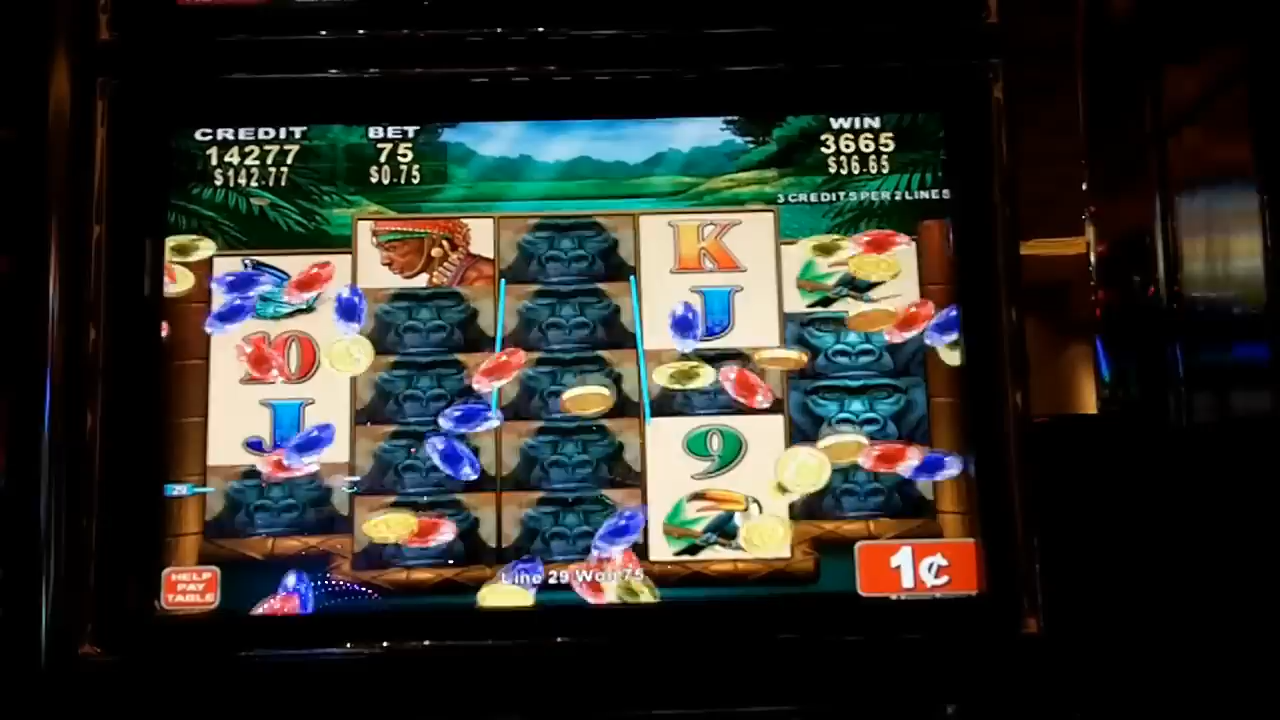 CREDIT
14277
$142.77
BET
75
$0.75
WIN
3665
$36.65
3 CREDITS PER 2 LINES
K
J
10
J
9
29
Line 29 Won 75
HELP
PAY
TABLE
1¢